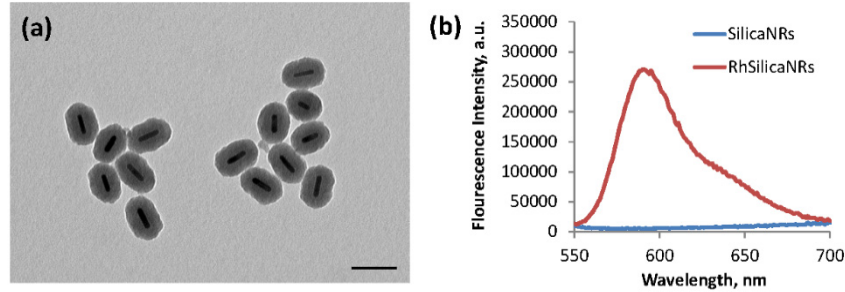 (a)
(b)
Flourescence Intensity, a.u.
350000
300000
250000
200000
150000
100000
50000
0
SilicaNRs
RhSilicaNRs
550
600
650
700
Wavelength, nm